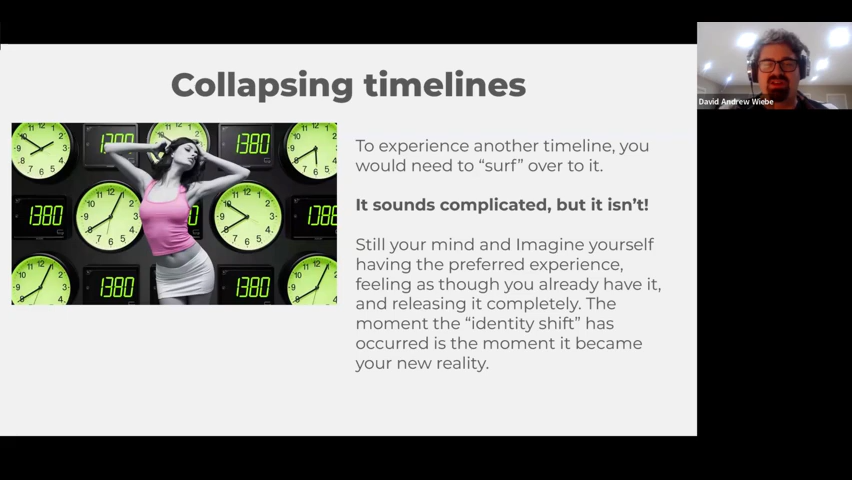 Collapsing timelines
To experience another timeline, you
would need to “surf” over to it.
It sounds complicated, but it isn’t!
Still your mind and Imagine yourself
having the preferred experience,
feeling as though you already have it,
and releasing it completely. The
moment the “identity shift” has
occurred is the moment it became
your new reality.
David Andrew Wiebe
1380
1380
1380
1380
1380